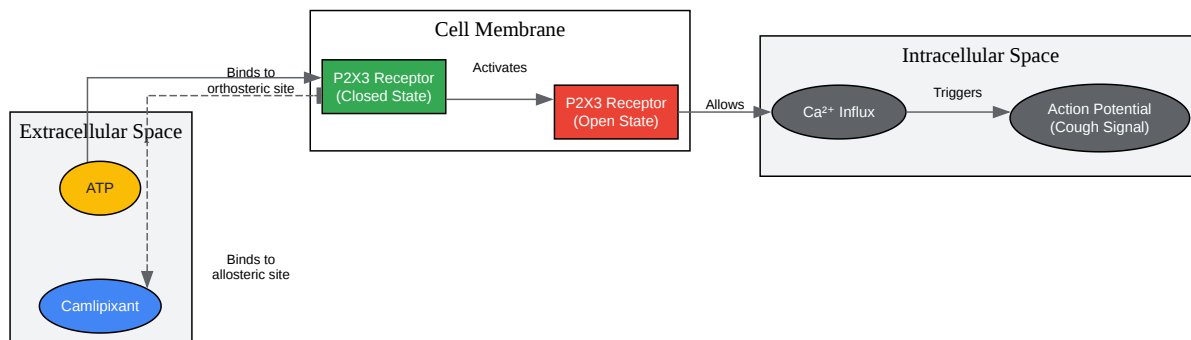 Cell Membrane
Intracellular Space
Binds to
orthosteric site
P2X3 Receptor
(Closed State)
Activates
P2X3 Receptor
(Open State)
Allows
Ca²⁺ Influx
Triggers
Action Potential
(Cough Signal)
Extracellular Space
ATP
Binds to
allosteric site
Camlipixant